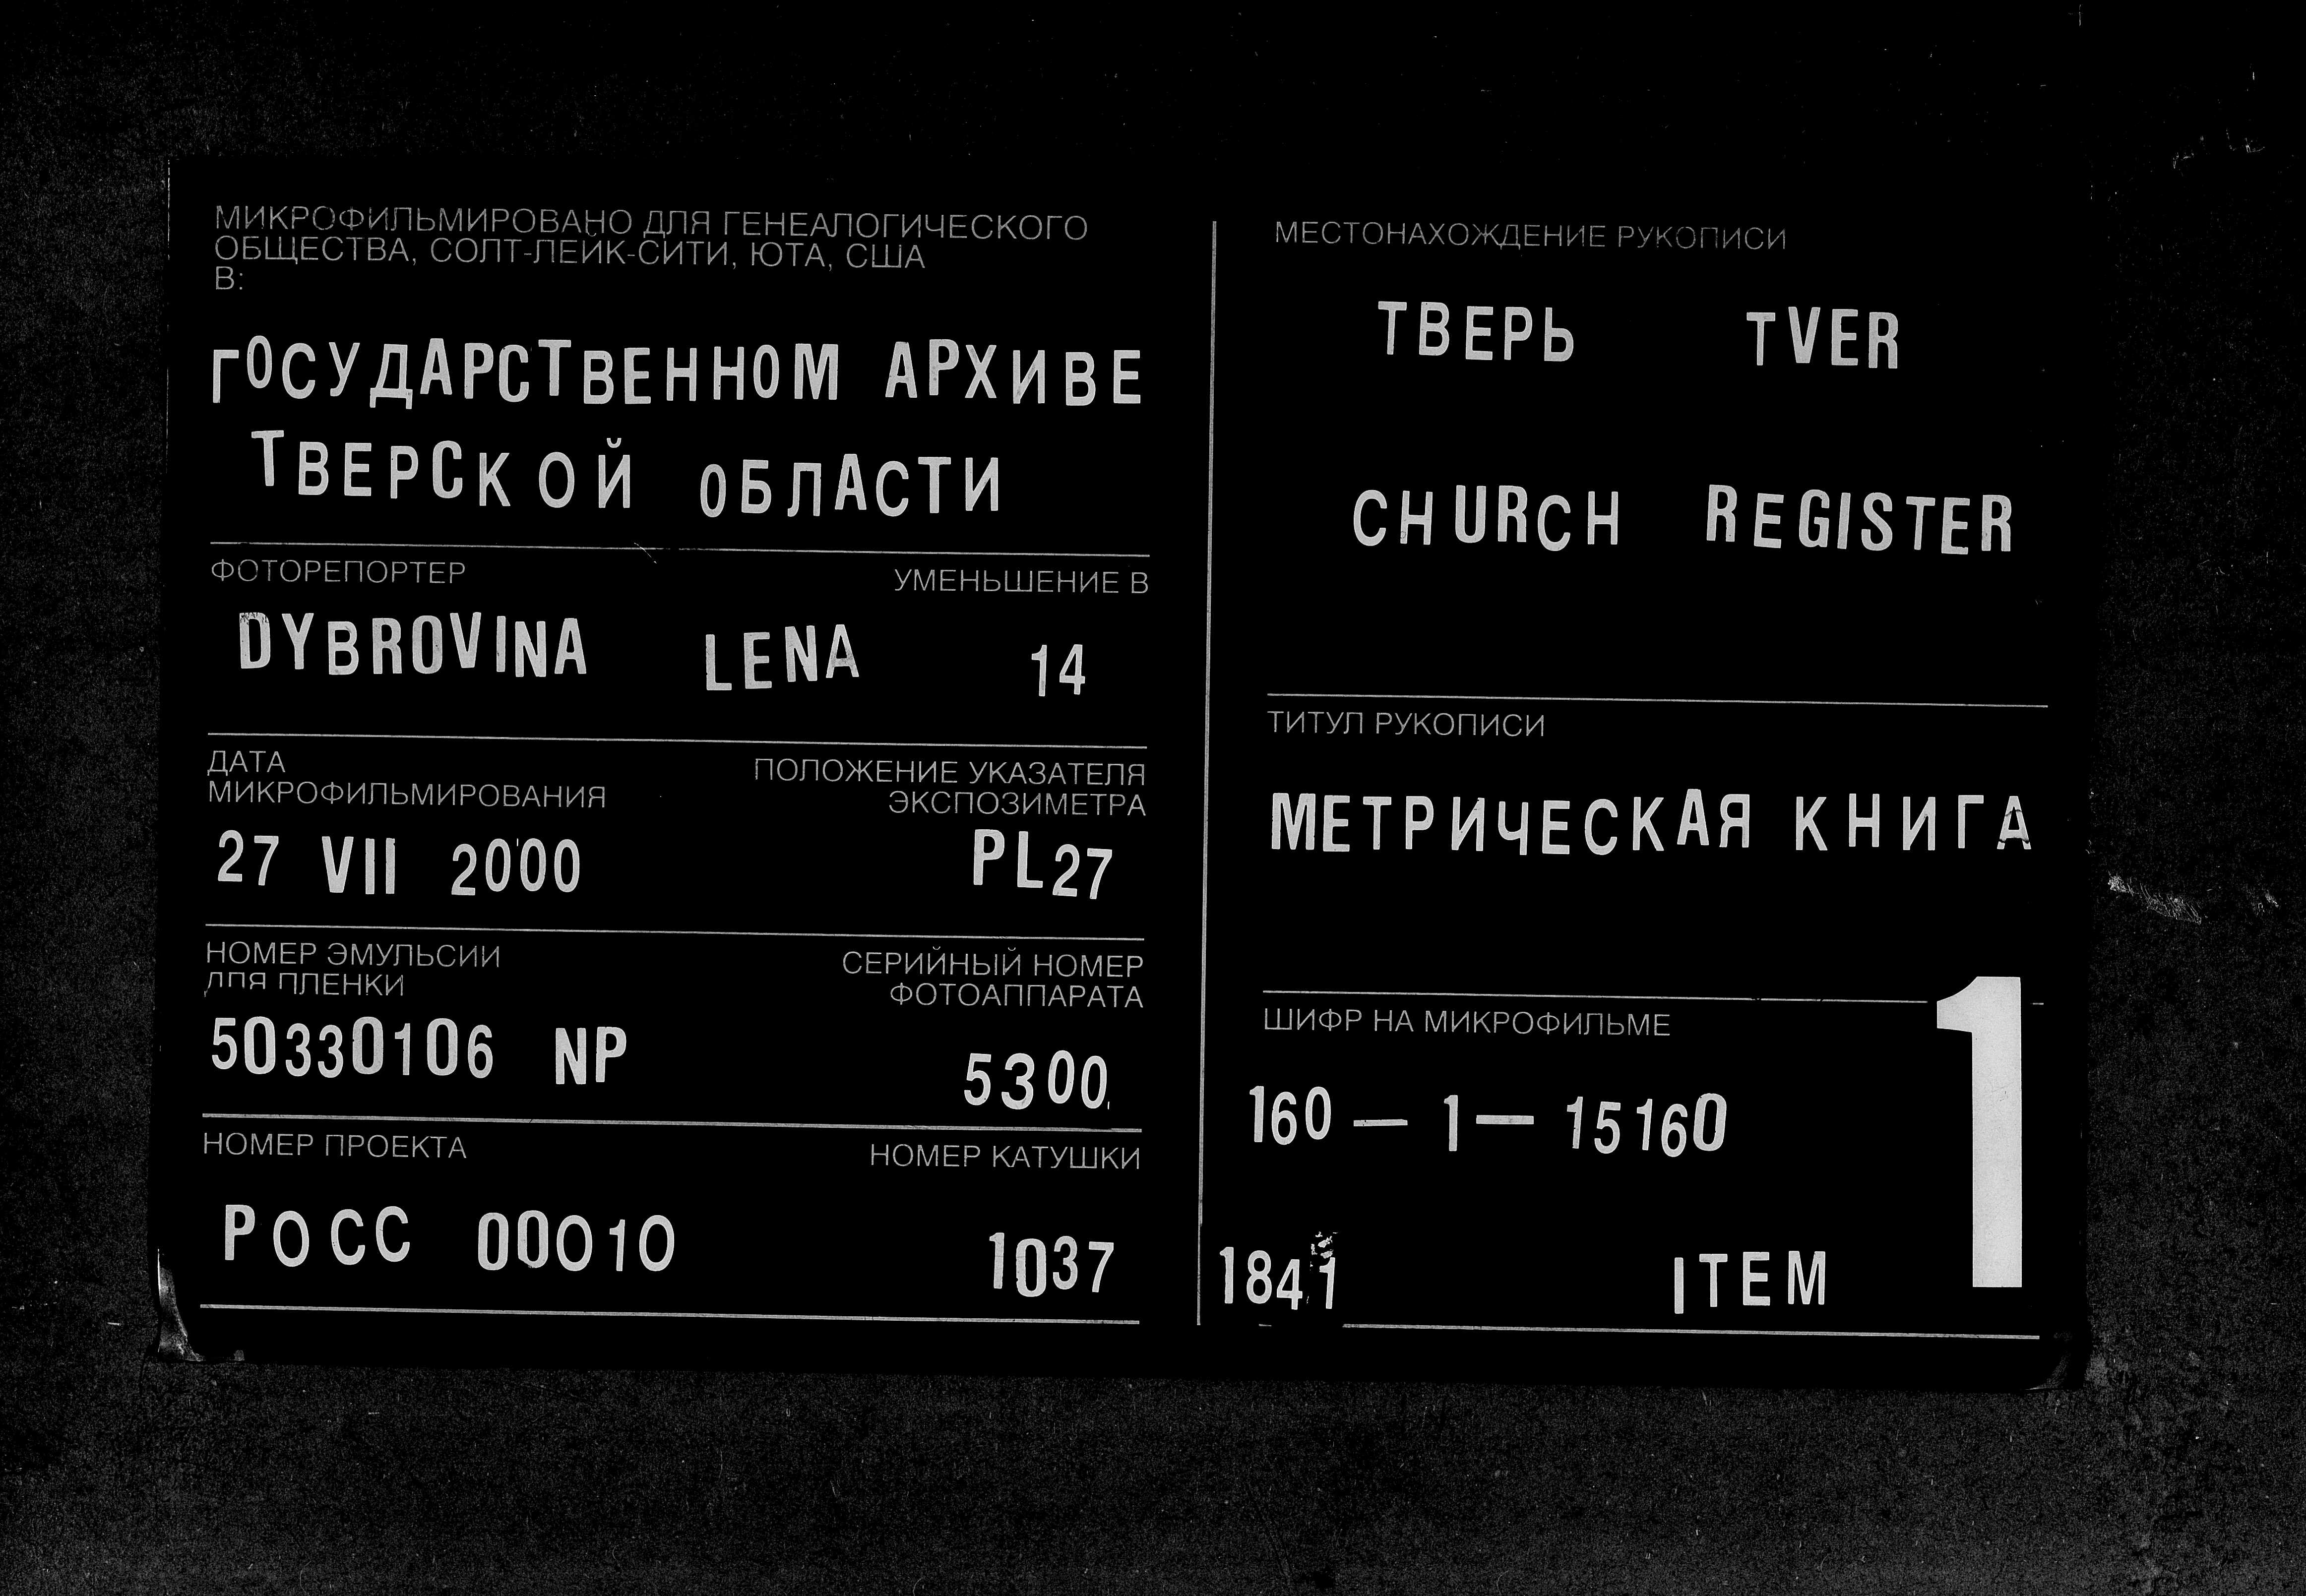 МИКРОФИЛЬМИРОВАНО ДЛЯ ГЕНЕАЛОГИЧЕСКОГО
ОБЩЕСТВА, СОЛТ-ЛЕЙК-СИТИ, ЮТА, США
В:
ГОСУДАРСТВЕННОМ АРХИВЕ
ТВЕРСКОЙ ОБЛАСТИ
ФОТОРЕПОРТЕР УМЕНЬШЕНИЕ В
DYBROVINA LENA 14
ДАТА
МИКРОФИЛЬМИРОВАНИЯ
ПОЛОЖЕНИЕ УКАЗАТЕЛЯ
ЭКСПОЗИМЕТРА
27 VII 2000 PL27
НОМЕР ЭМУЛЬСИИ
ДЛЯ ПЛЕНКИ
СЕРИЙНЫЙ НОМЕР
ФОТОАППАРАТА
50330106 NP 5300
НОМЕР ПРОЕКТА НОМЕР КАТУШКИ
РОСС 00010 1037
МЕСТОНАХОЖДЕНИЕ РУКОПИСИ
ТВЕРЬ TVER
CHURCH REGISTER
ТИТУЛ РУКОПИСИ
МЕТРИЧЕСКАЯ КНИГА
ШИФР НА МИКРОФИЛЬМЕ
160 — 1 — 15160
1841 ITEM 1